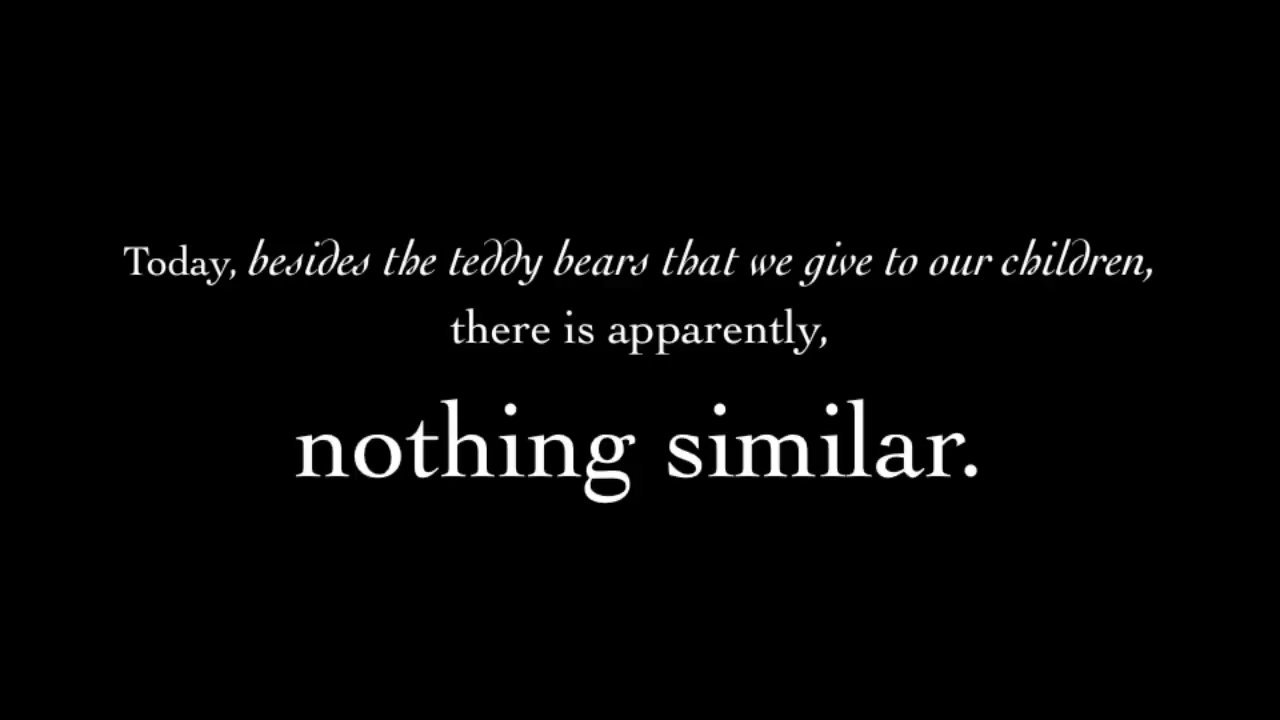 Today, besides the teddy bears that we give to our children,
there is apparently,
nothing similar.